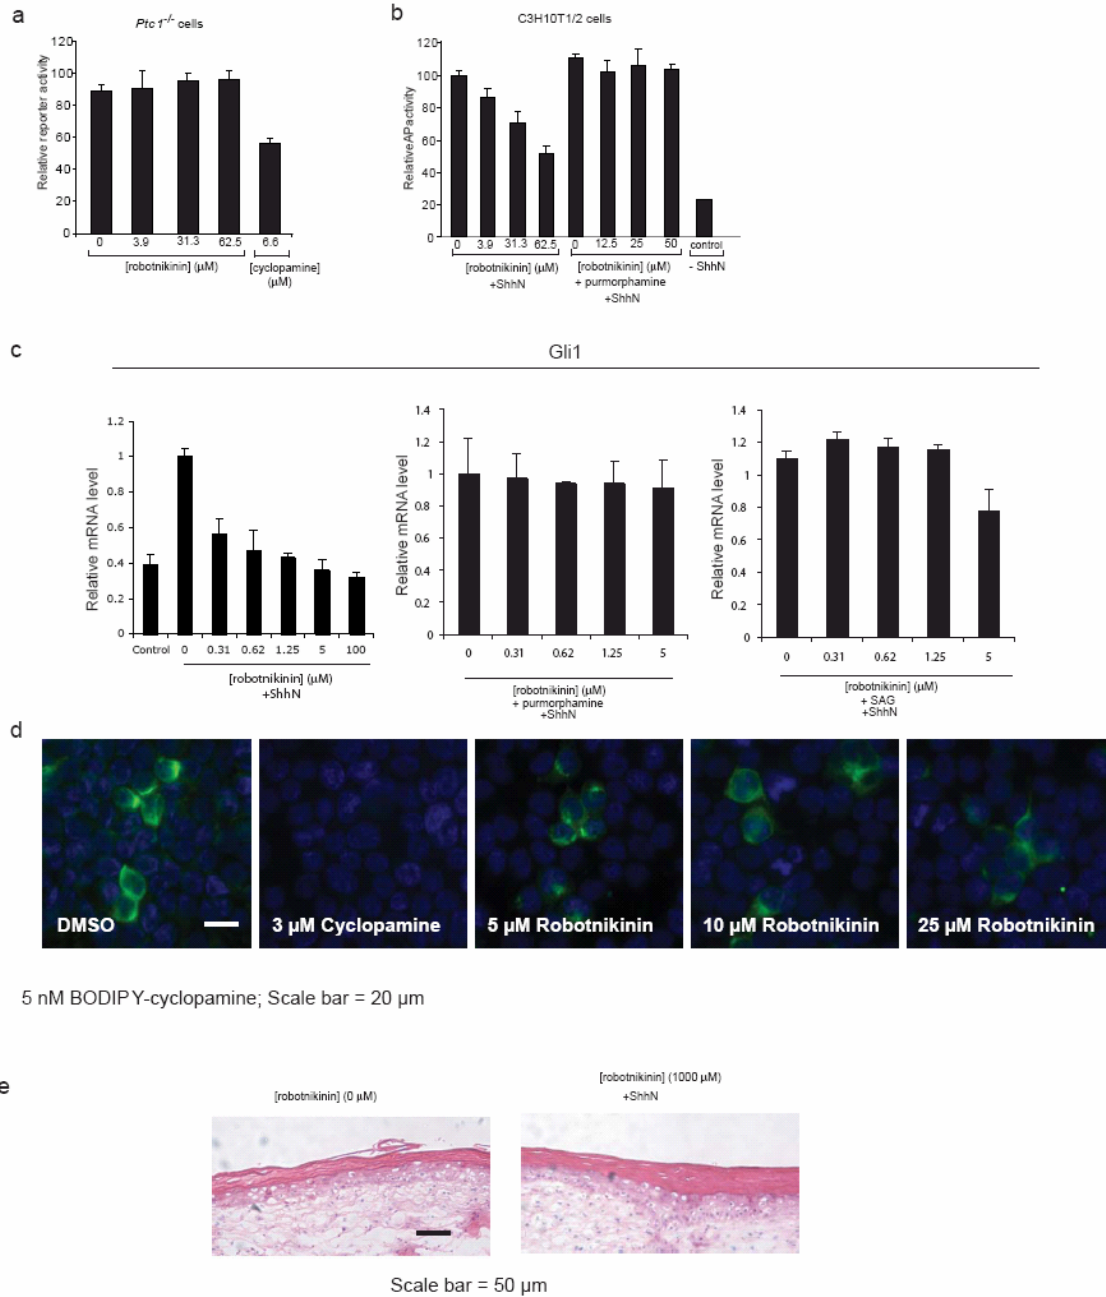 a
Ptc1-/- cells
Relative reporter activity
120
100
80
60
40
20
0
0 3.9 31.3 62.5 6.6
[robotnikinin] (µM)
[cyclopamine]
(µM)
b
C3H10T1/2 cells
RelativeAPactivity
120
100
80
60
40
20
0
0 3.9 31.3 62.5 0 12.5 25 50 control
[robotnikinin] (µM)
+ShhN
[robotnikinin] (µM)
+ purmorphamine
+ShhN
- ShhN
c
Gli1
Relative mRNA level
1.2
1
0.8
0.6
0.4
0.2
0
Control 0 0.31 0.62 1.25 5 100
[robotnikinin] (µM)
+ShhN
Relative mRNA level
1.4
1.2
1
0.8
0.6
0.4
0.2
0
0 0.31 0.62 1.25 5
[robotnikinin] (µM)
+ purmorphamine
+ShhN
Relative mRNA level
1.4
1.2
1
0.8
0.6
0.4
0.2
0
0 0.31 0.62 1.25 5
[robotnikinin] (µM)
+ SAG
+ShhN
d
DMSO
3 µM Cyclopamine
5 µM Robotnikinin
10 µM Robotnikinin
25 µM Robotnikinin
5 nM BODIPY-cyclopamine; Scale bar = 20 µm
e
[robotnikinin] (0 µM)
[robotnikinin] (1000 µM)
+ShhN
Scale bar = 50 µm